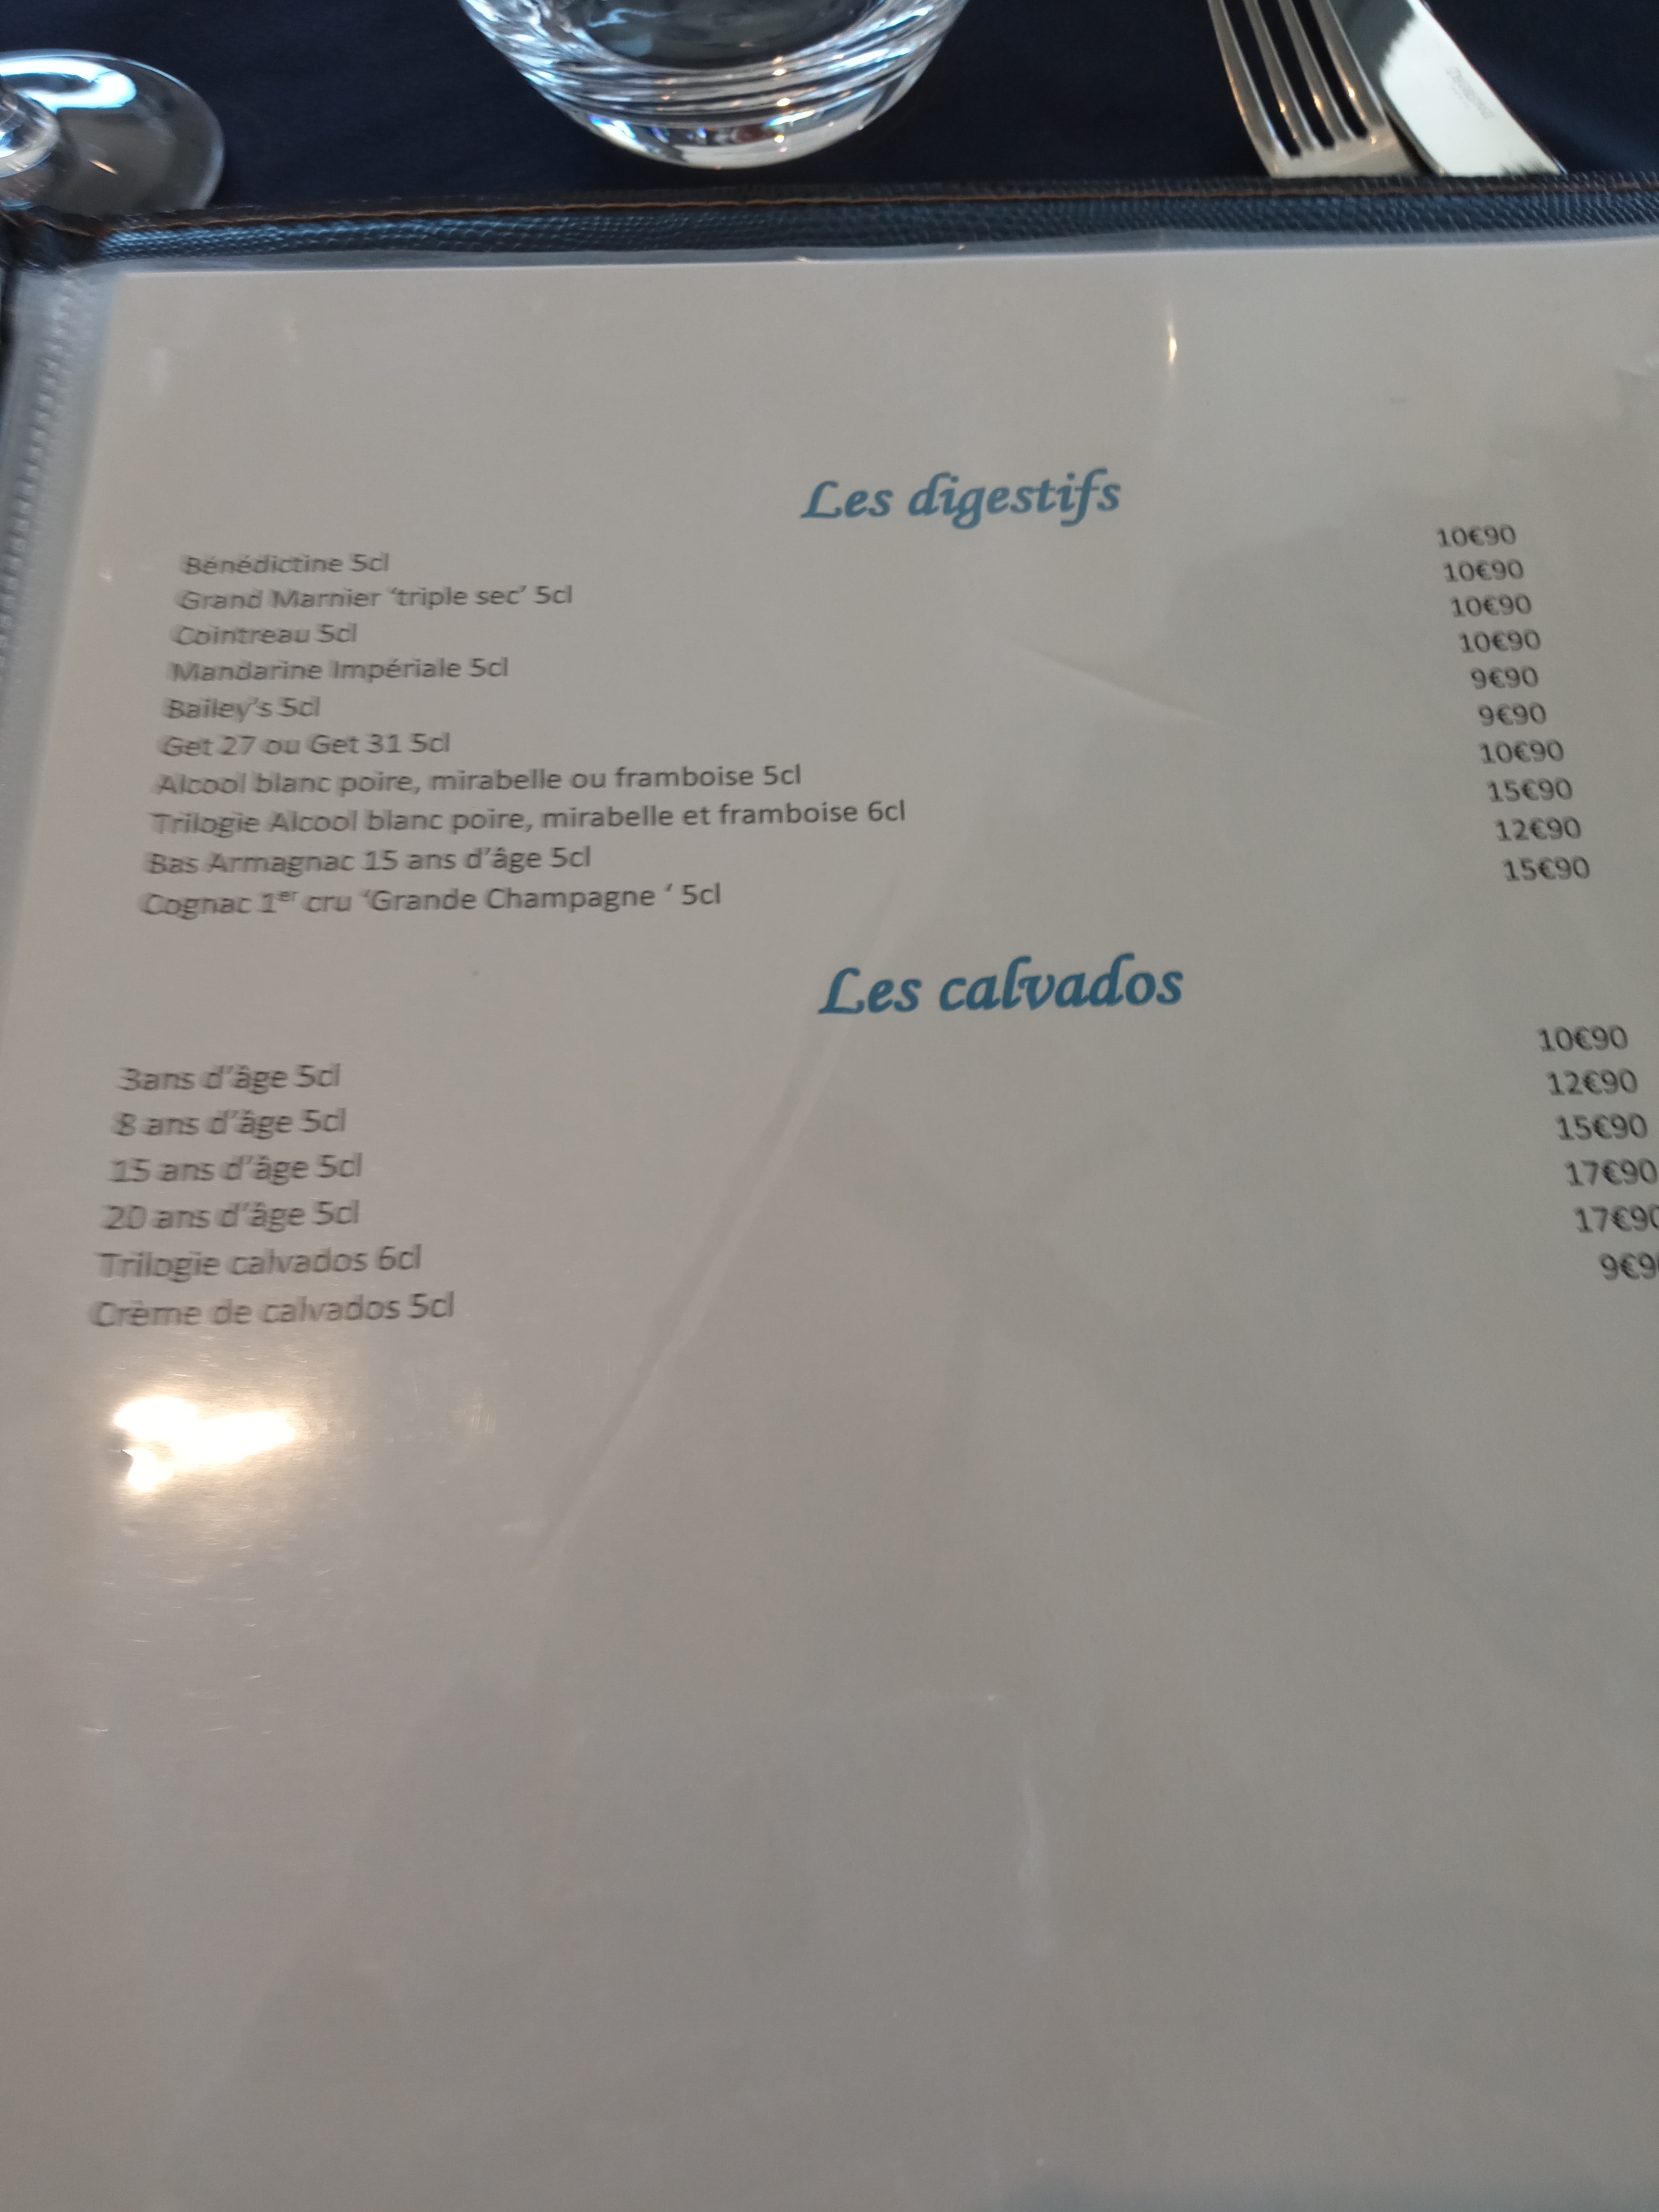 Les digestifs
Bénédictine 5cl 10€90
Grand Marnier ‘triple sec’ 5cl 10€90
Cointreau 5cl 10€90
Mandarine Impériale 5cl 10€90
Bailey’s 5cl 9€90
Get 27 ou Get 31 5cl 9€90
Alcool blanc poire, mirabelle ou framboise 5cl 10€90
Trilogie Alcool blanc poire, mirabelle et framboise 6cl 15€90
Bas Armagnac 15 ans d’âge 5cl 12€90
Cognac 1er cru ‘Grande Champagne ‘ 5cl 15€90
Les calvados
3ans d’âge 5cl 10€90
8 ans d’âge 5cl 12€90
15 ans d’âge 5cl 15€90
20 ans d’âge 5cl 17€90
Trilogie calvados 6cl 17€90
Crème de calvados 5cl 9€9